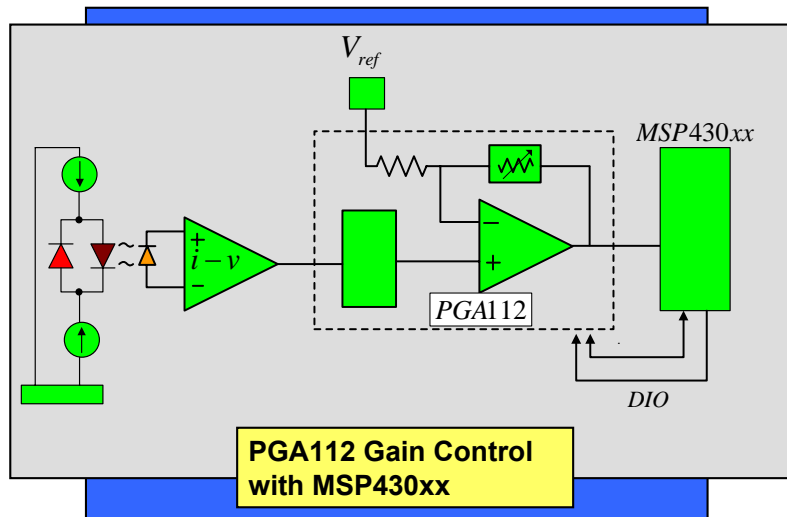 V_ref
MSP430xx
+
i – v
–
–
+
PGA112
DIO
PGA112 Gain Control
with MSP430xx